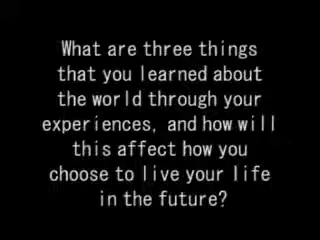 What are three things
that you learned about
the world through your
experiences, and how will
this affect how you
choose to live your life
in the future?